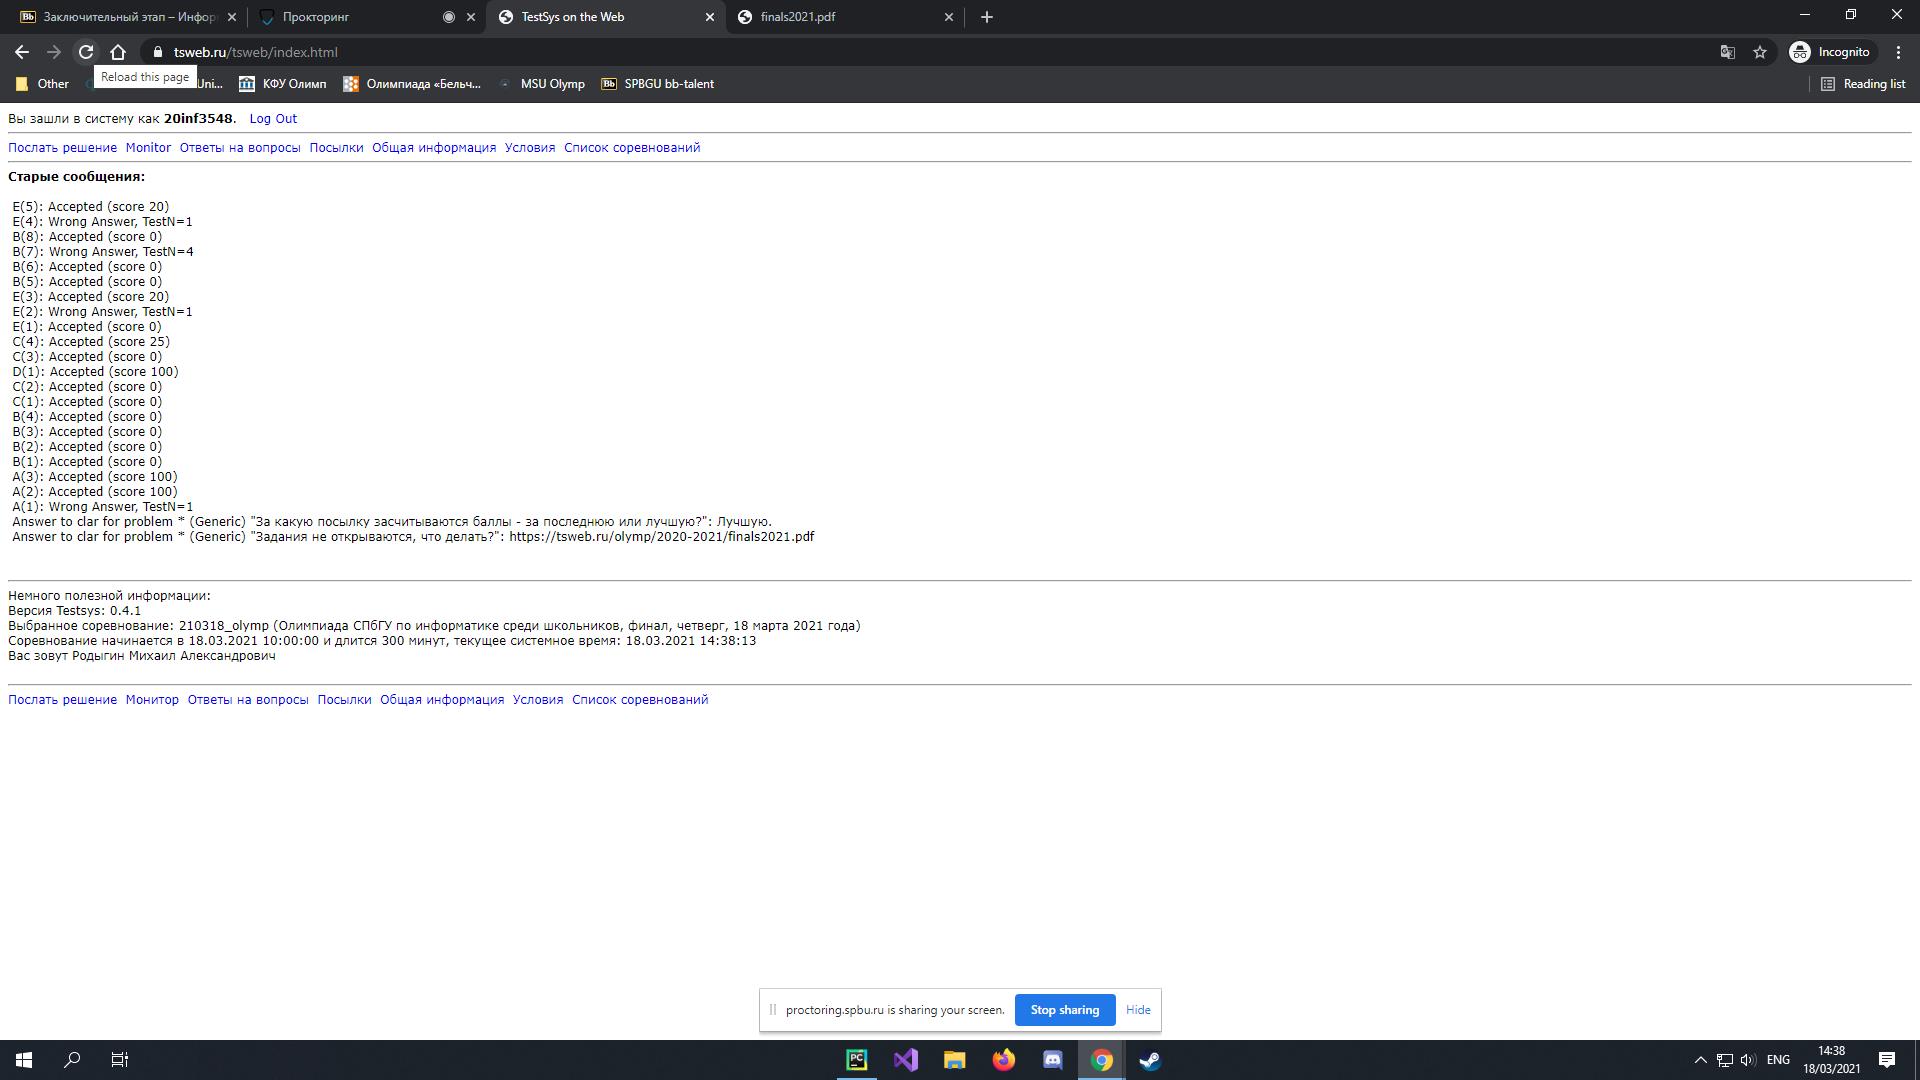 Заключительный этап – Инфор
Прокторинг
TestSys on the Web
finals2021.pdf
tsweb.ru/tsweb/index.html
Incognito
Other
Reload this page
Uni...
КФУ Олимп
Олимпиада «Бельч...
MSU Olymp
SPBGU bb-talent
Reading list
Вы зашли в систему как 20inf3548. Log Out
Послать решение Monitor Ответы на вопросы Посылки Общая информация Условия Список соревнований
Старые сообщения:
E(5): Accepted (score 20)
E(4): Wrong Answer, TestN=1
B(8): Accepted (score 0)
B(7): Wrong Answer, TestN=4
B(6): Accepted (score 0)
B(5): Accepted (score 0)
E(3): Accepted (score 20)
E(2): Wrong Answer, TestN=1
E(1): Accepted (score 0)
C(4): Accepted (score 25)
C(3): Accepted (score 0)
D(1): Accepted (score 100)
C(2): Accepted (score 0)
C(1): Accepted (score 0)
B(4): Accepted (score 0)
B(3): Accepted (score 0)
B(2): Accepted (score 0)
B(1): Accepted (score 0)
A(3): Accepted (score 100)
A(2): Accepted (score 100)
A(1): Wrong Answer, TestN=1
Answer to clar for problem * (Generic) "За какую посылку засчитываются баллы - за последнюю или лучшую?": Лучшую.
Answer to clar for problem * (Generic) "Задания не открываются, что делать?": https://tsweb.ru/olymp/2020-2021/finals2021.pdf
Немного полезной информации:
Версия Testsys: 0.4.1
Выбранное соревнование: 210318_olymp (Олимпиада СПбГУ по информатике среди школьников, финал, четверг, 18 марта 2021 года)
Соревнование начинается в 18.03.2021 10:00:00 и длится 300 минут, текущее системное время: 18.03.2021 14:38:13
Вас зовут Родыгин Михаил Александрович
Послать решение Монитор Ответы на вопросы Посылки Общая информация Условия Список соревнований
proctoring.spbu.ru is sharing your screen. Stop sharing Hide
ENG
14:38
18/03/2021